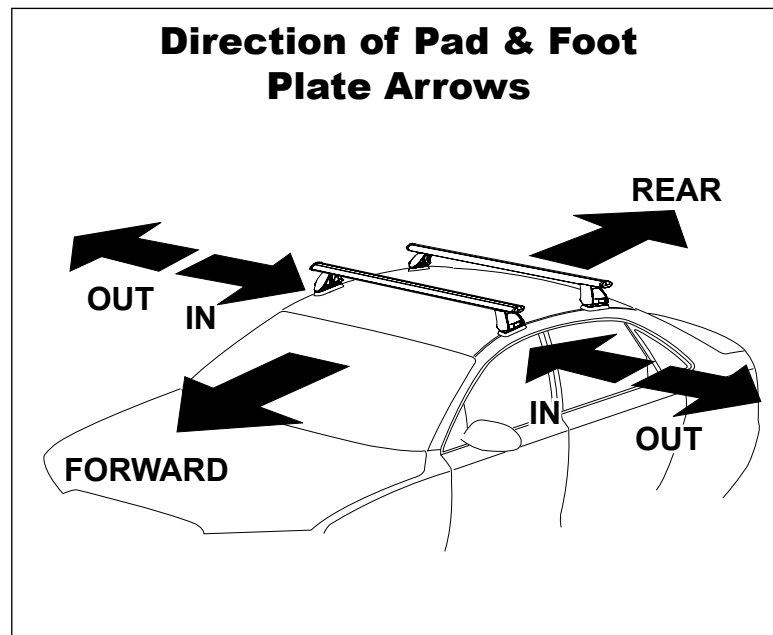 Direction of Pad & Foot
Plate Arrows
REAR
OUT
IN
IN
OUT
FORWARD